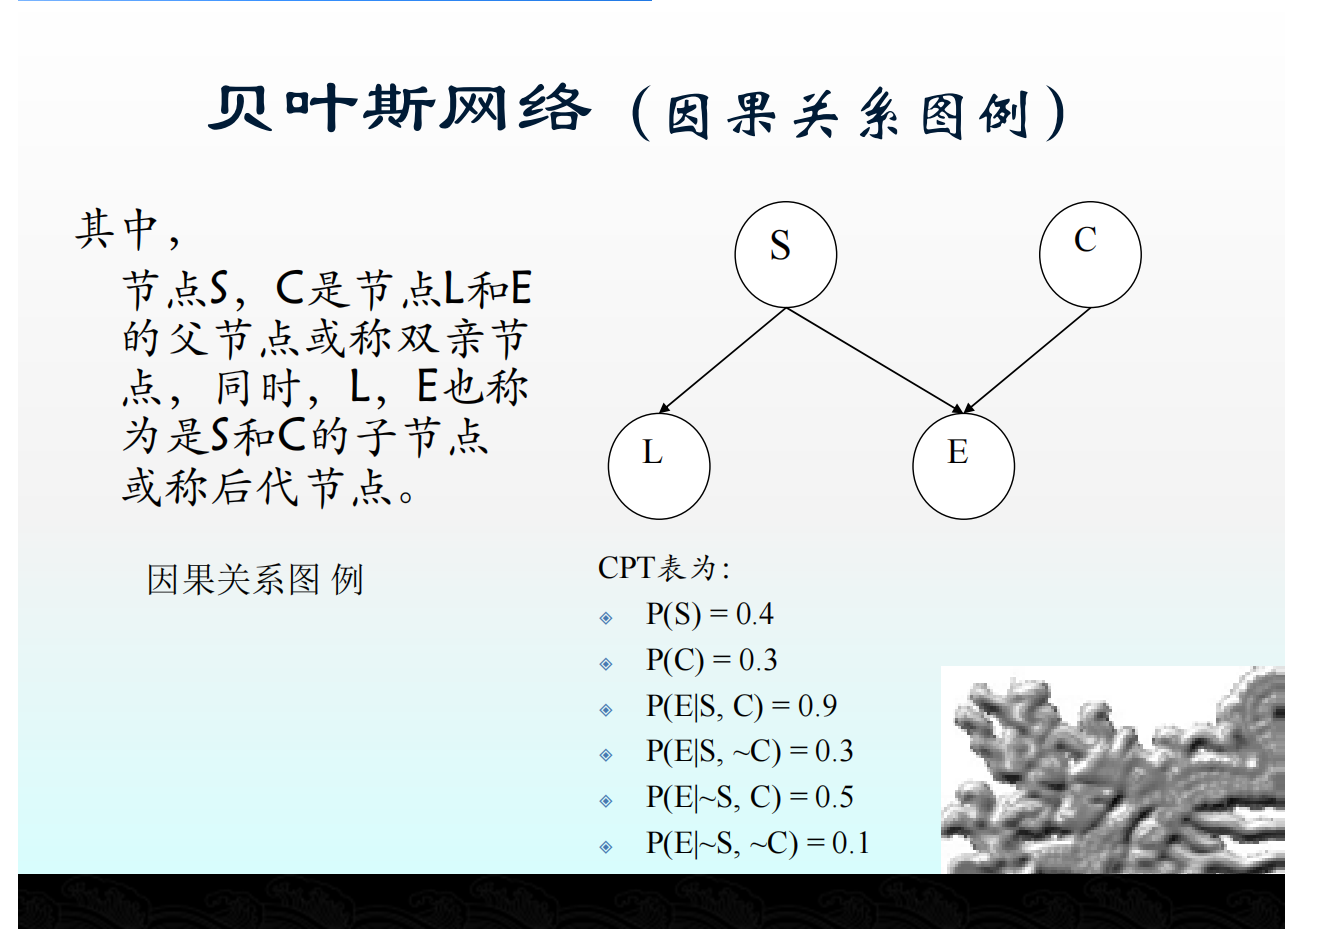 贝叶斯网络（因果关系图例）
其中，
节点S，C是节点L和E
的父节点或称双亲节
点，同时，L，E也称
为是S和C的子节点
或称后代节点。
因果关系图 例
S
C
L
E
CPT表为：
P(S) = 0.4
P(C) = 0.3
P(E|S, C) = 0.9
P(E|S, ~C) = 0.3
P(E|~S, C) = 0.5
P(E|~S, ~C) = 0.1